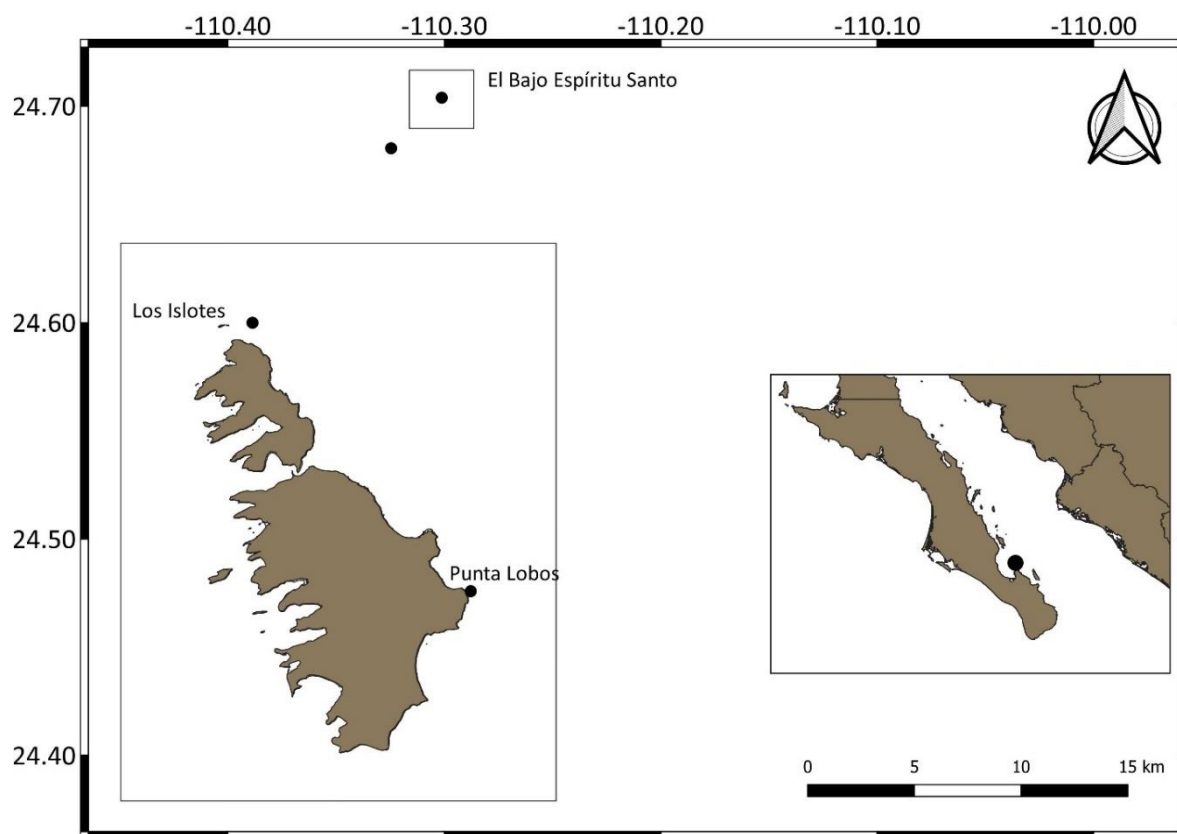 -110.40 -110.30 -110.20 -110.10 -110.00
El Bajo Espíritu Santo
24.70
Los Islotes
24.60
24.50
Punta Lobos
24.40
0 5 10 15 km